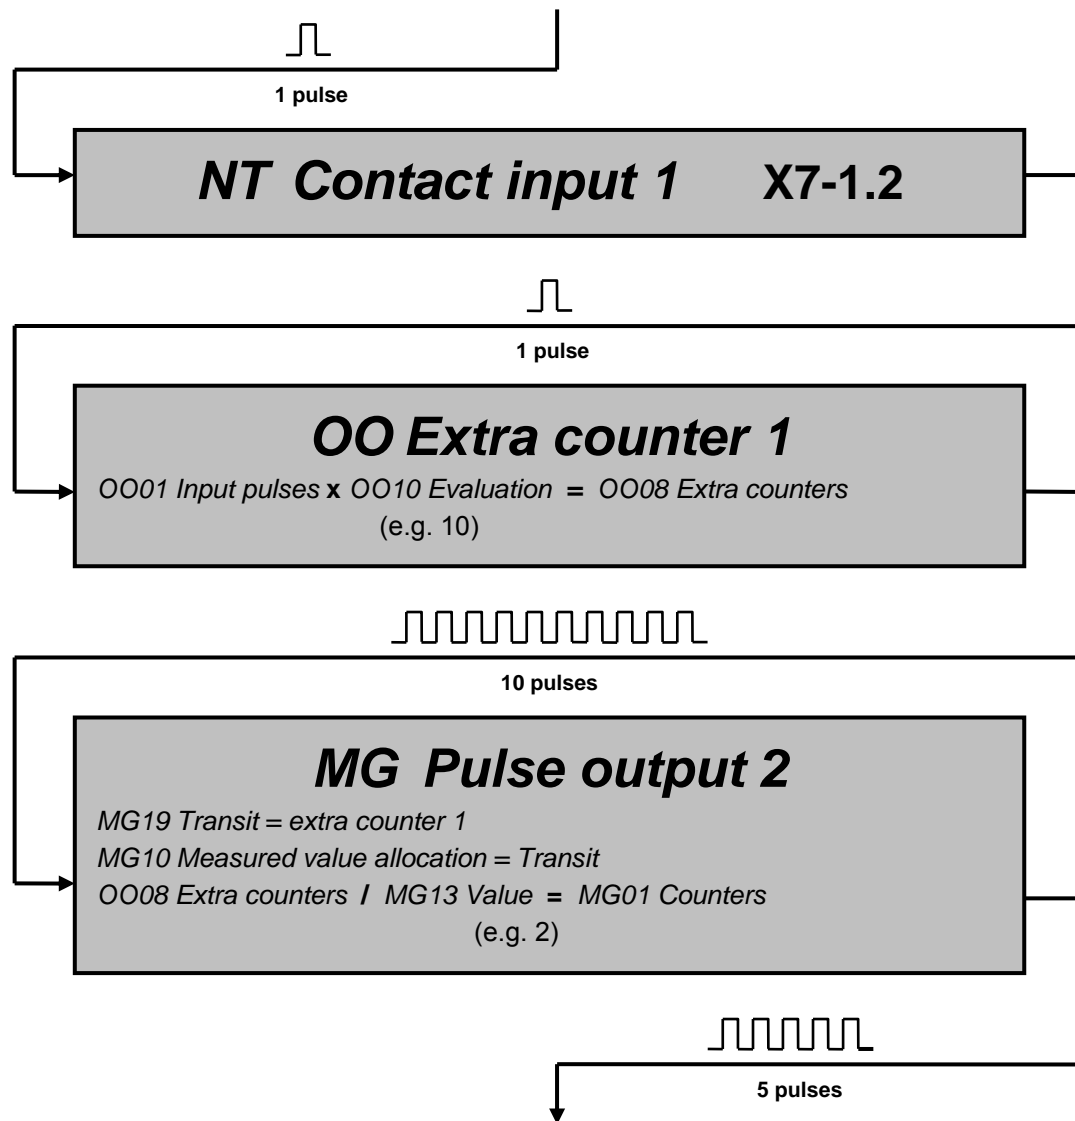 1 pulse
NT Contact input 1 X7-1.2
1 pulse
OO Extra counter 1
OO01 Input pulses x OO10 Evaluation = OO08 Extra counters
(e.g. 10)
10 pulses
MG Pulse output 2
MG19 Transit = extra counter 1
MG10 Measured value allocation = Transit
OO08 Extra counters / MG13 Value = MG01 Counters
(e.g. 2)
5 pulses